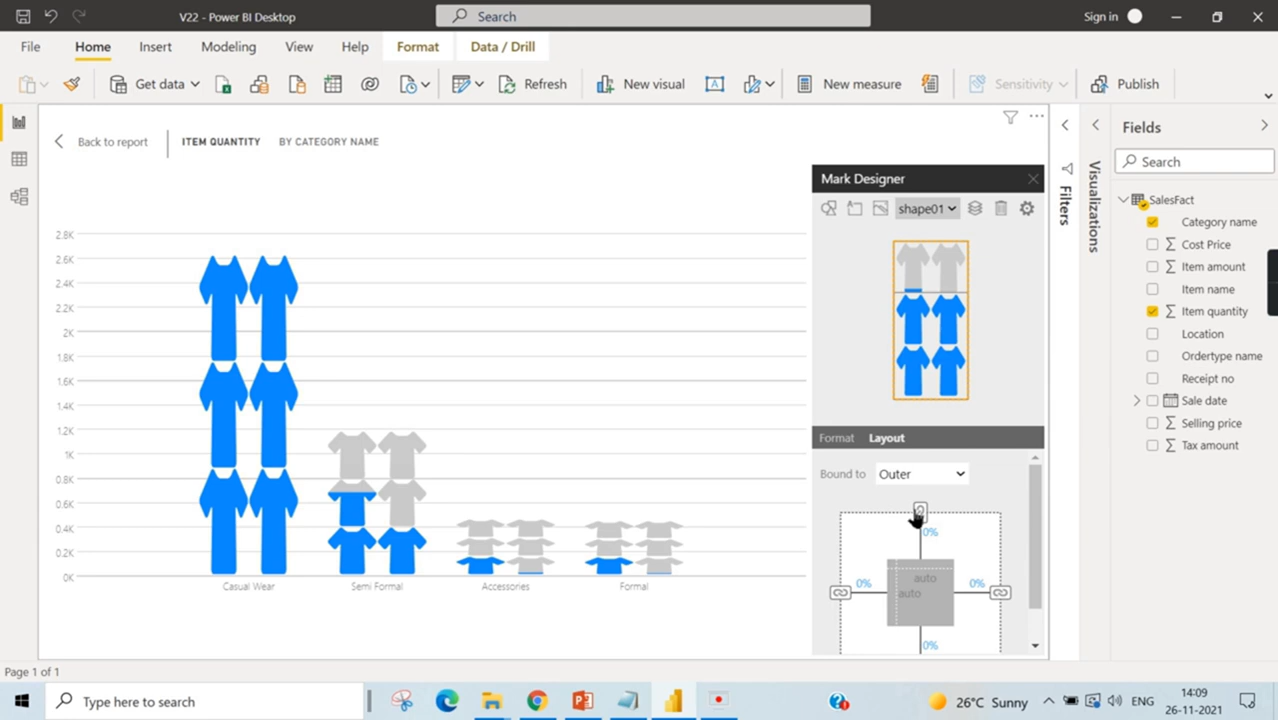 V22 - Power BI Desktop
Search
Sign in
File
Home
Insert
Modeling
View
Help
Format
Data / Drill
Get data
Refresh
New visual
New measure
Sensitivity
Publish
Back to report
ITEM QUANTITY
BY CATEGORY NAME
2.8K
2.6K
2.4K
2.2K
2K
1.8K
1.6K
1.4K
1.2K
1K
0.8K
0.6K
0.4K
0.2K
0K
Casual Wear
Semi Formal
Accessories
Formal
Mark Designer
shape01
Format
Layout
Bound to
Outer
0%
0%
auto
auto
0%
0%
Filters
Visualizations
Fields
Search
SalesFact
Category name
Cost Price
Item amount
Item name
Item quantity
Location
Ordertype name
Receipt no
Sale date
Selling price
Tax amount
Page 1 of 1
Type here to search
26°C Sunny
ENG
14:09
26-11-2021